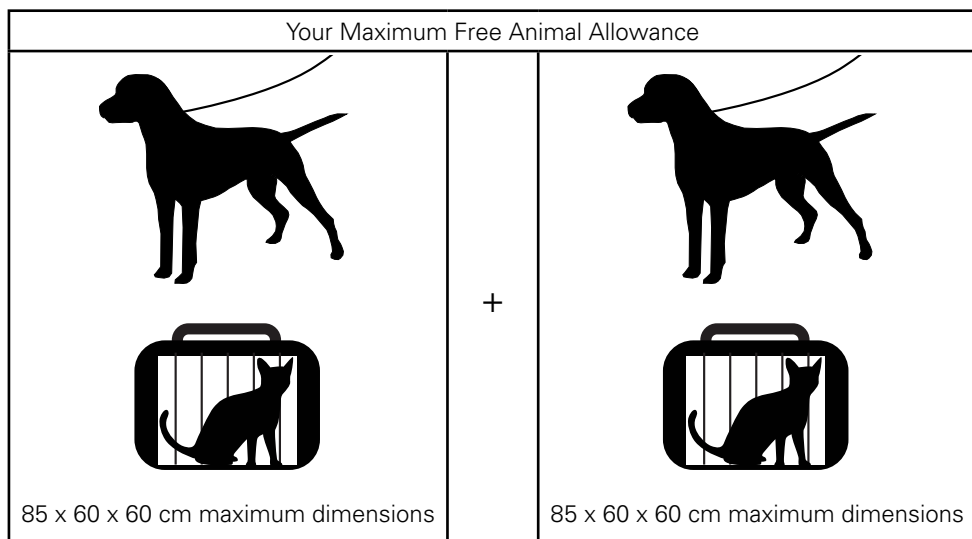 Your Maximum Free Animal Allowance
+
85 x 60 x 60 cm maximum dimensions
85 x 60 x 60 cm maximum dimensions